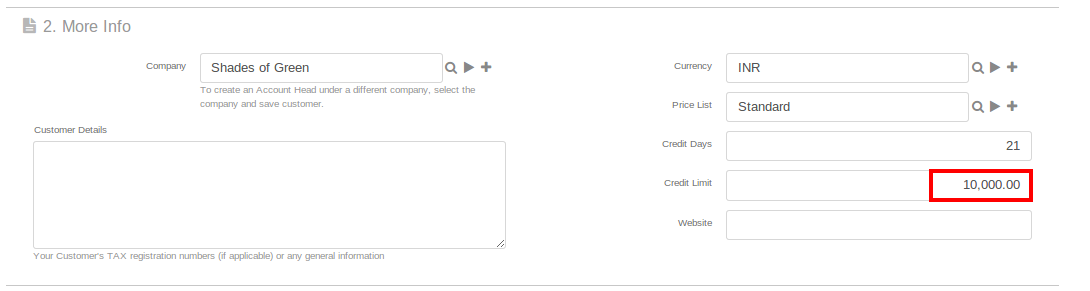 2. More Info
Company
Shades of Green
To create an Account Head under a different company, select the
company and save customer.
Customer Details
Your Customer's TAX registration numbers (if applicable) or any general information
Currency
INR
Price List
Standard
Credit Days
21
Credit Limit
10,000.00
Website